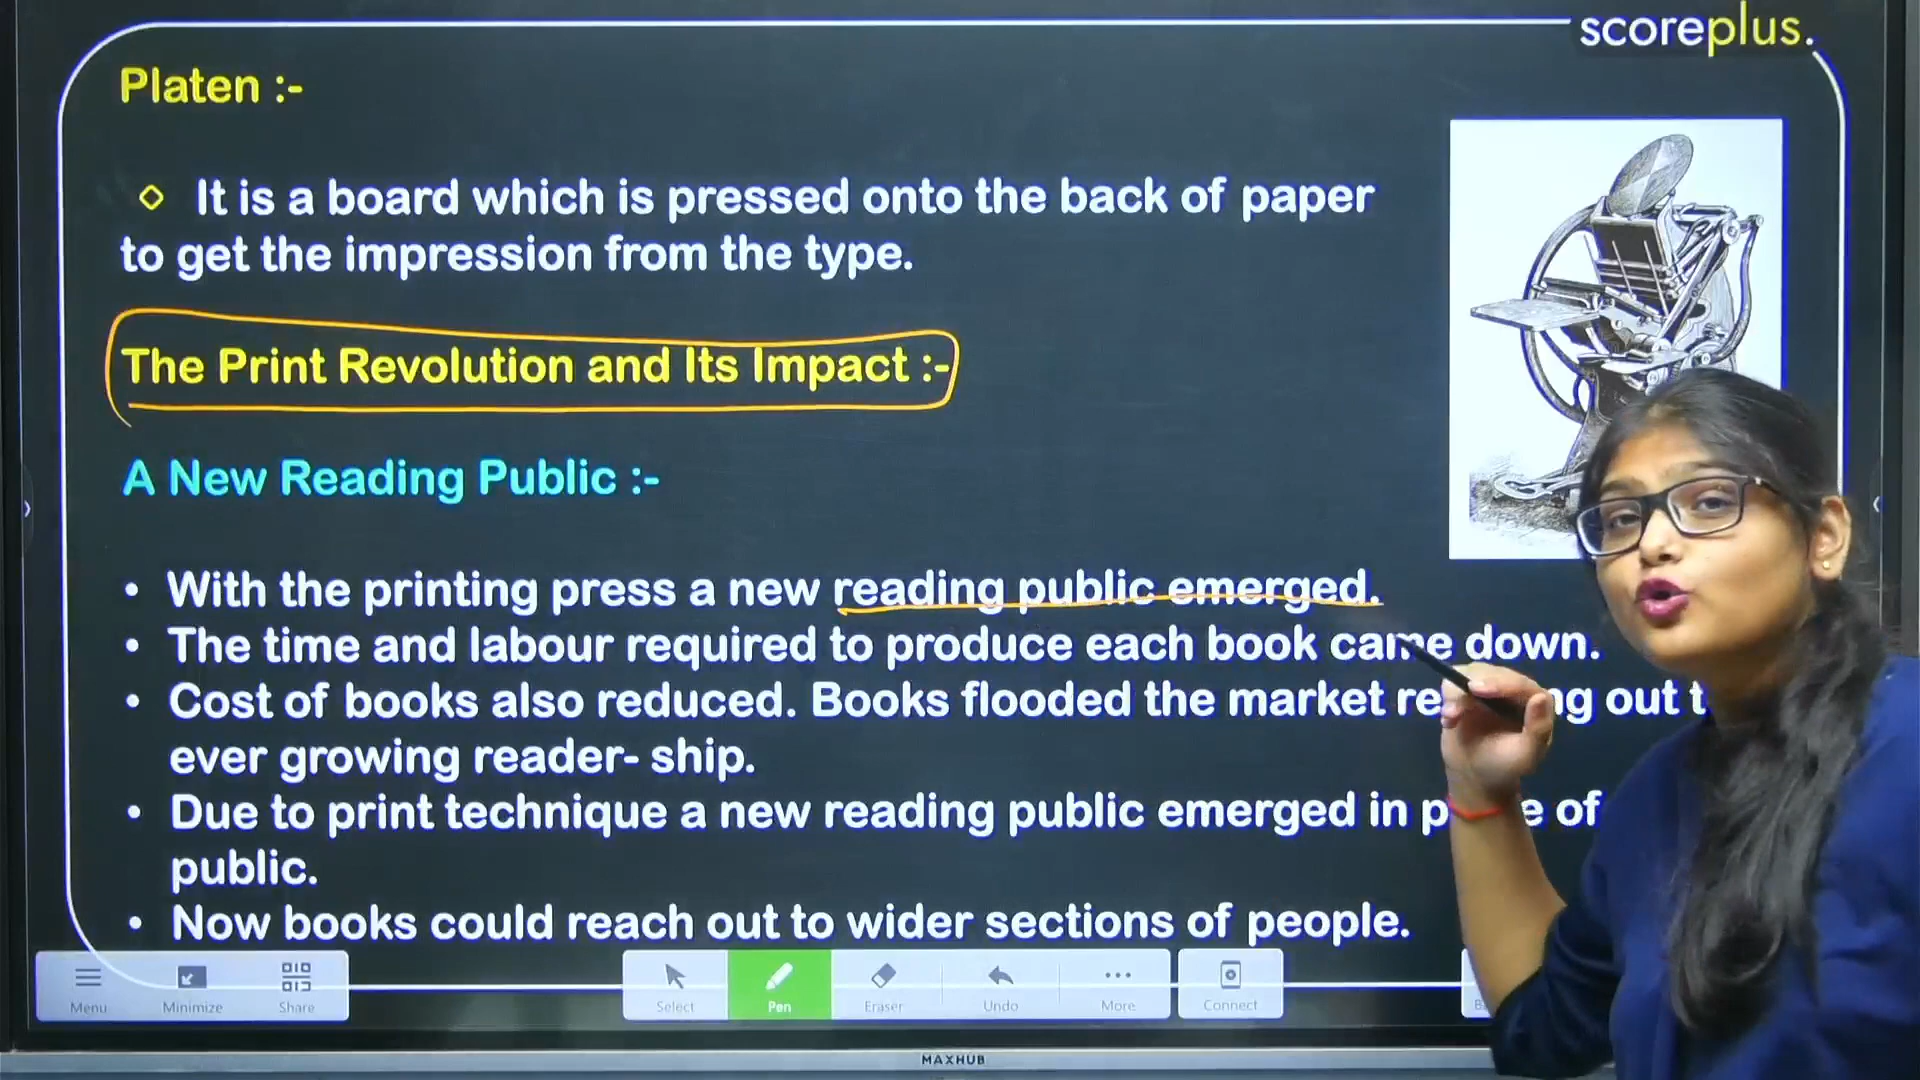 scoreplus.
Platen :-
◇ It is a board which is pressed onto the back of paper
to get the impression from the type.
The Print Revolution and Its Impact :-
A New Reading Public :-
• With the printing press a new reading public emerged.
• The time and labour required to produce each book came down.
• Cost of books also reduced. Books flooded the market out
ever growing reader- ship.
• Due to print technique a new reading public emerged in of
public.
• Now books could reach out to wider sections of people.
Menu Minimize Share Select Pen Eraser Undo More Connect
MAXHUB